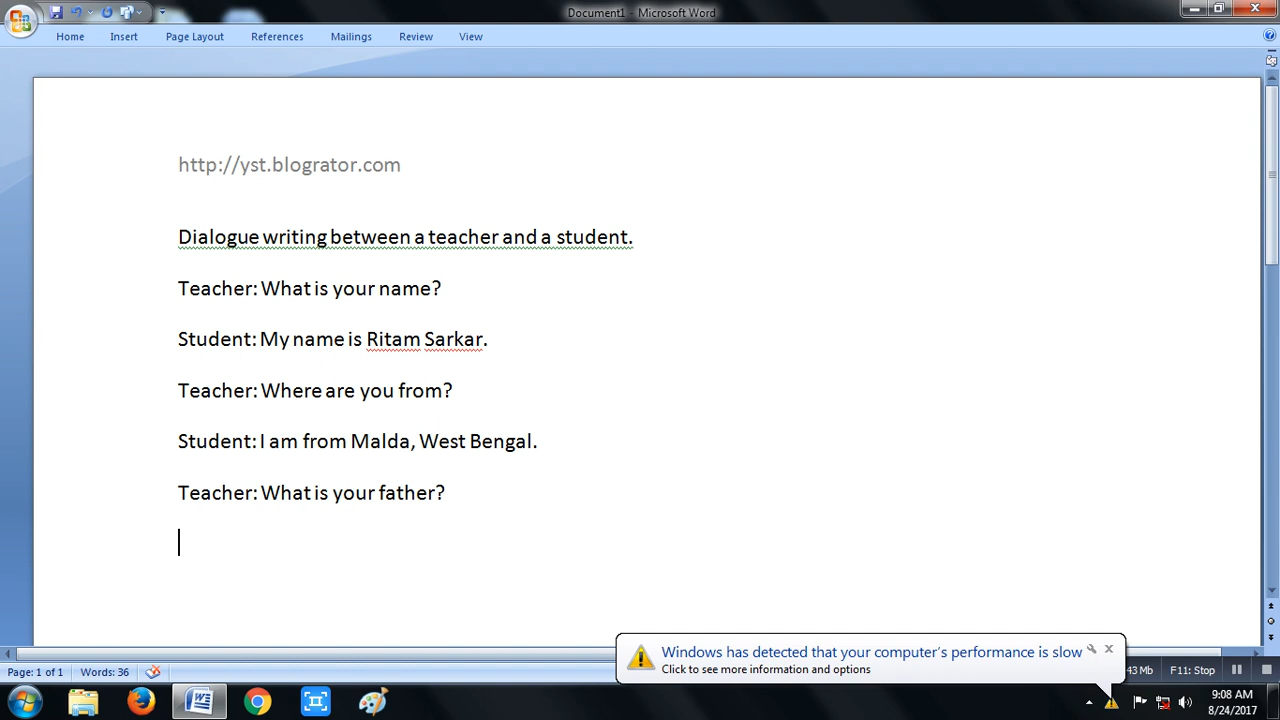 Document1 - Microsoft Word
Home Insert Page Layout References Mailings Review View
http://yst.blogrator.com
Dialogue writing between a teacher and a student.
Teacher: What is your name?
Student: My name is Ritam Sarkar.
Teacher: Where are you from?
Student: I am from Malda, West Bengal.
Teacher: What is your father?
Windows has detected that your computer's performance is slow
Click to see more information and options
Page: 1 of 1 Words: 36 43 Mb F11: Stop
9:08 AM
8/24/2017